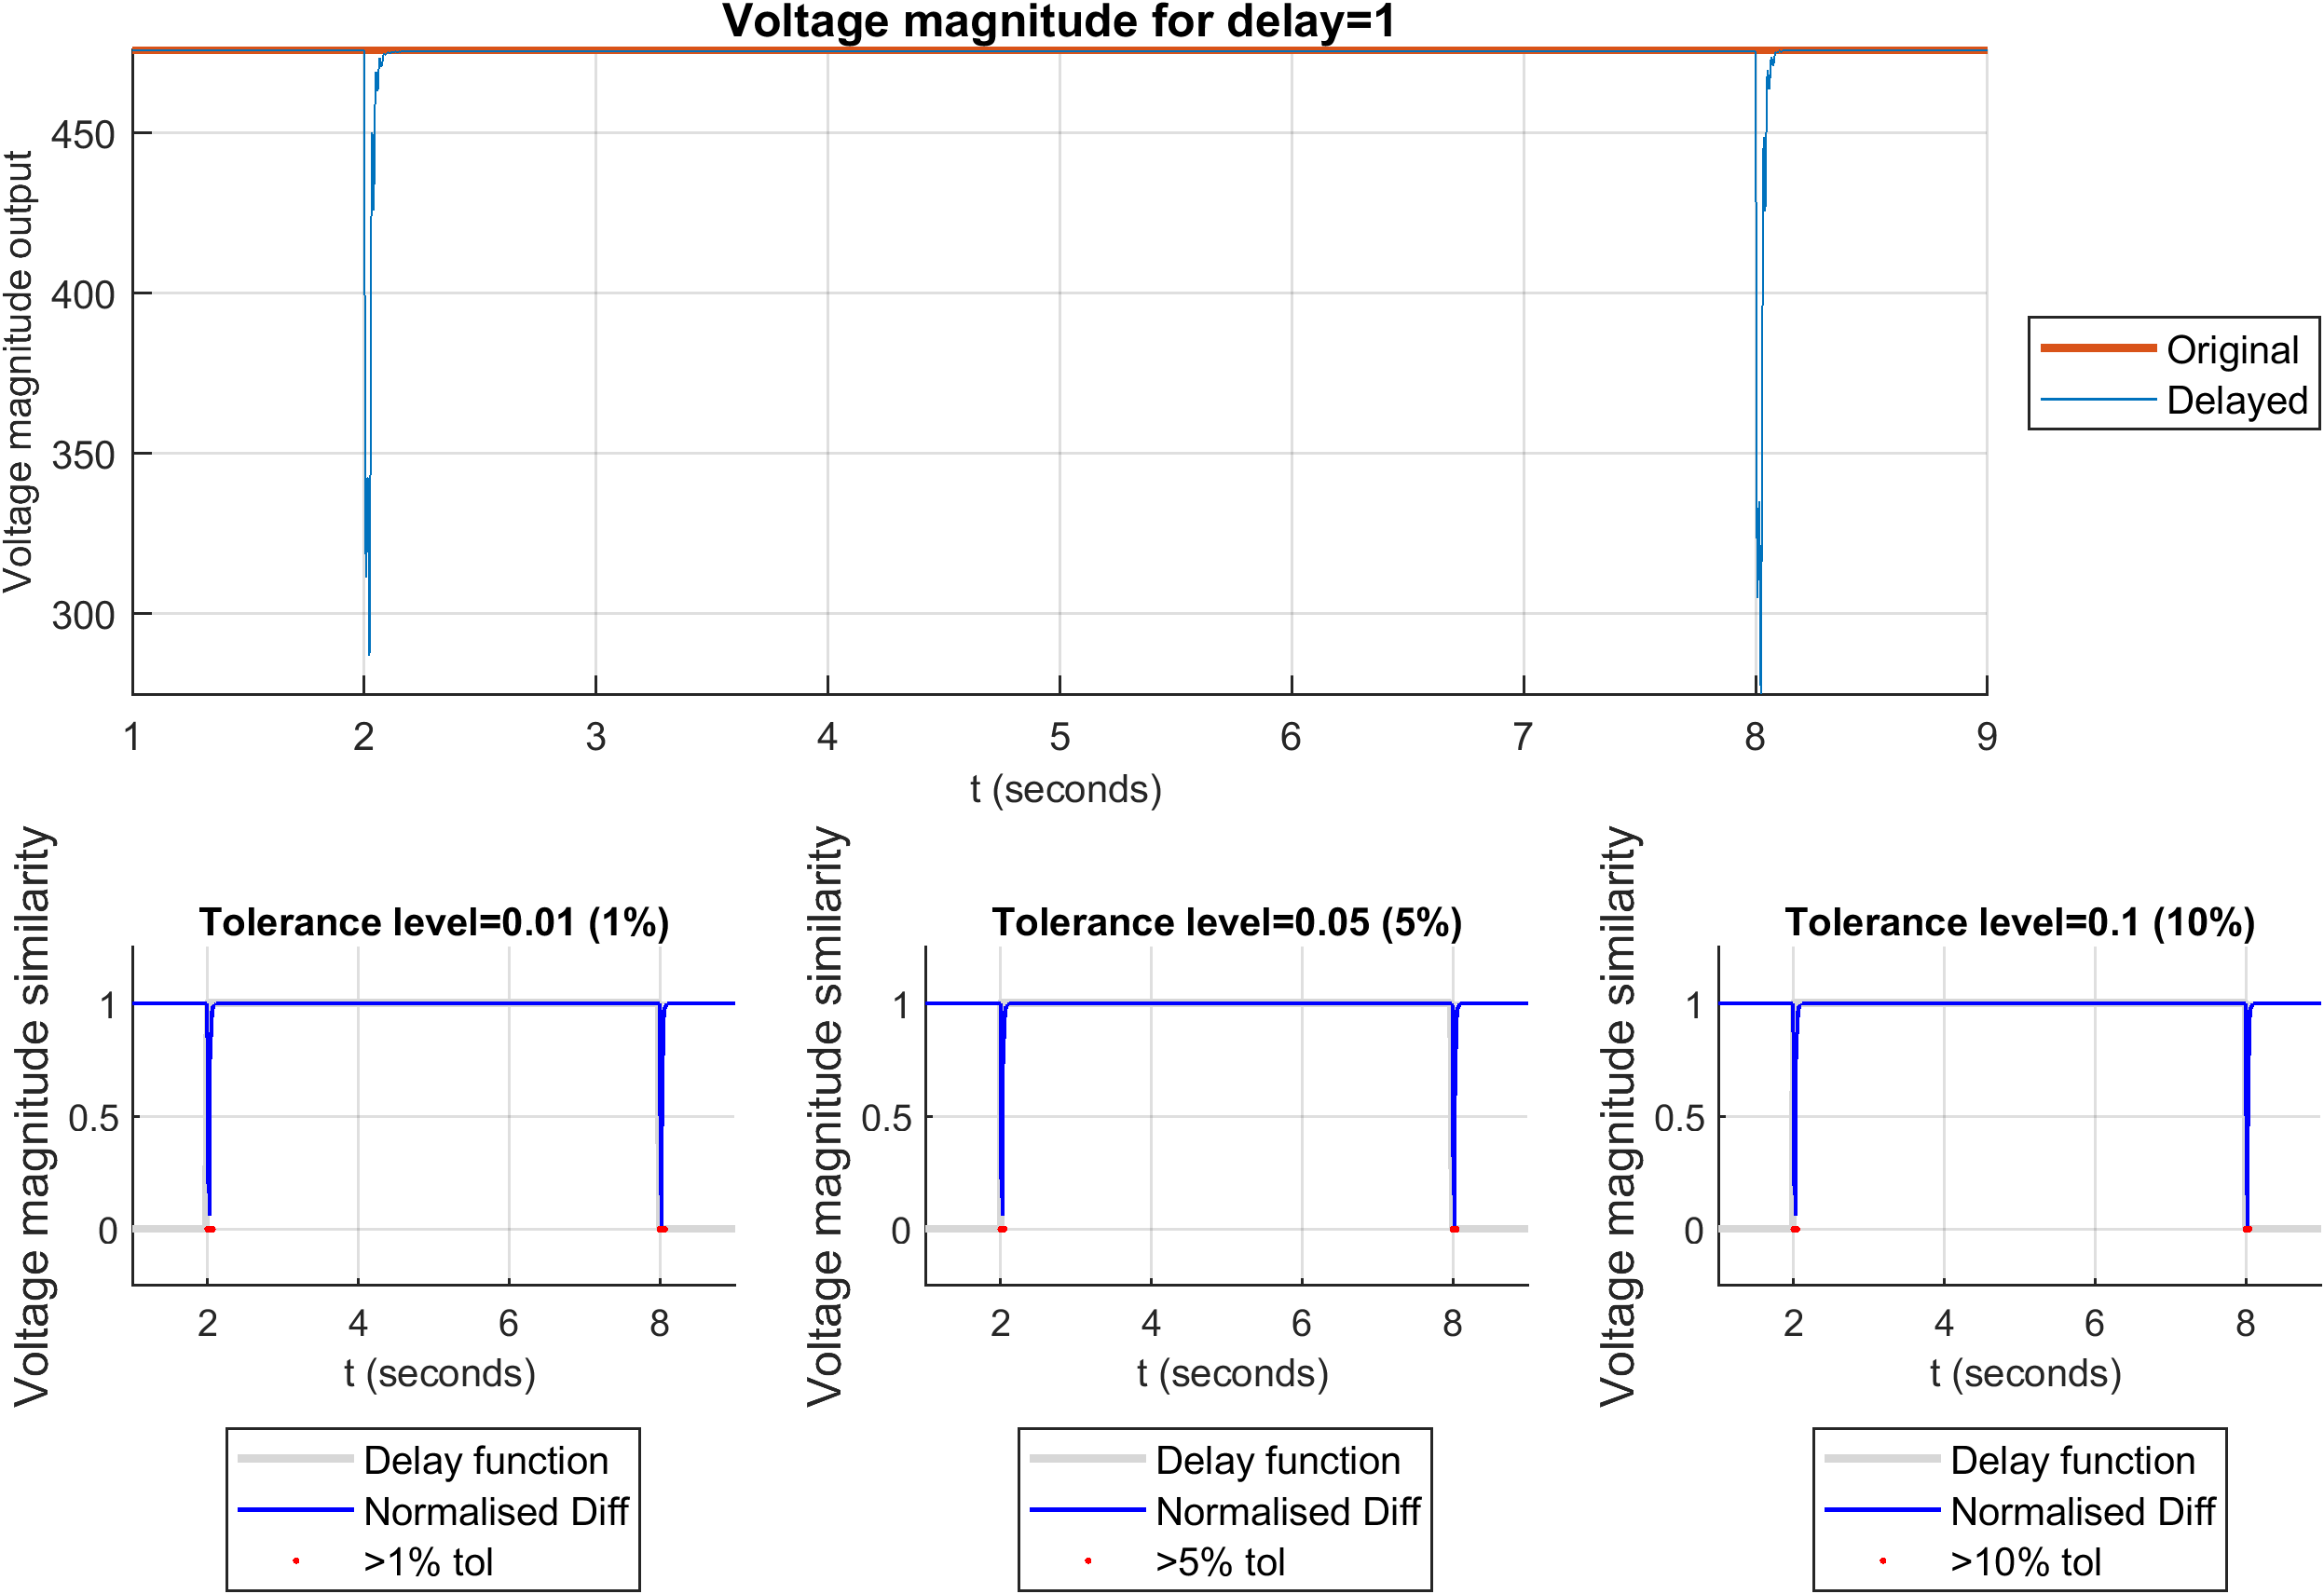 Voltage magnitude for delay=1
Voltage magnitude output
450
400
350
300
1 2 3 4 5 6 7 8 9
t (seconds)
Original
Delayed
Tolerance level=0.01 (1%)
Voltage magnitude similarity
1
0.5
0
2 4 6 8
t (seconds)
Delay function
Normalised Diff
>1% tol
Tolerance level=0.05 (5%)
Voltage magnitude similarity
1
0.5
0
2 4 6 8
t (seconds)
Delay function
Normalised Diff
>5% tol
Tolerance level=0.1 (10%)
Voltage magnitude similarity
1
0.5
0
2 4 6 8
t (seconds)
Delay function
Normalised Diff
>10% tol